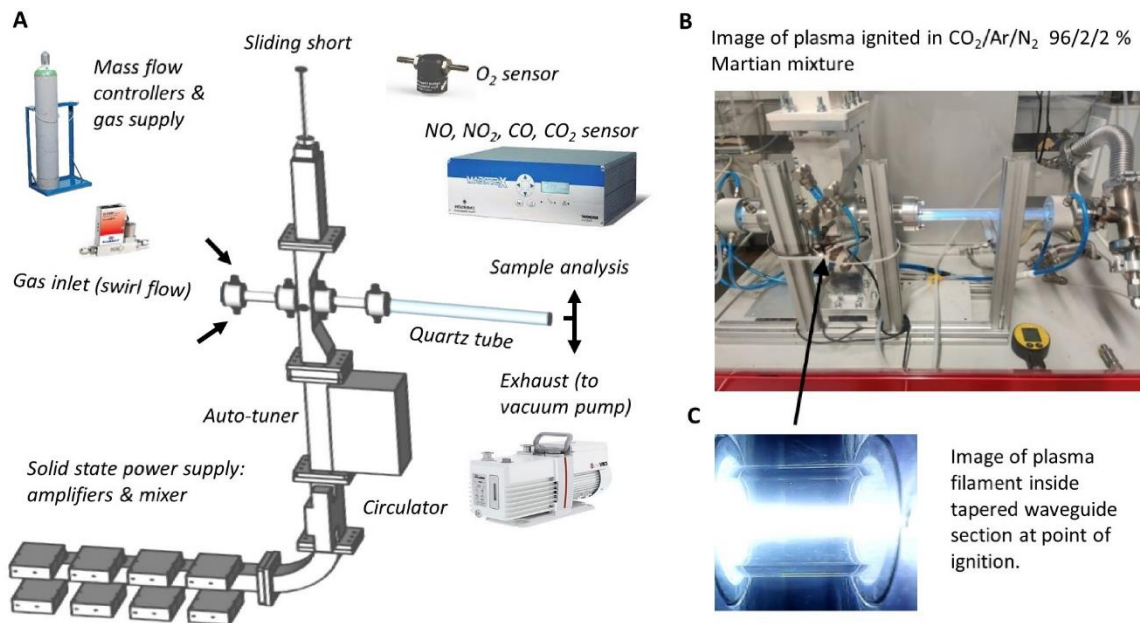 A
Sliding short
Mass flow
controllers &
gas supply
O₂ sensor
NO, NO₂, CO, CO₂ sensor
Gas inlet (swirl flow)
Sample analysis
Quartz tube
Exhaust (to
vacuum pump)
Auto-tuner
Solid state power supply:
amplifiers & mixer
Circulator
B
Image of plasma ignited in CO₂/Ar/N₂ 96/2/2 %
Martian mixture
C
Image of plasma
filament inside
tapered waveguide
section at point of
ignition.